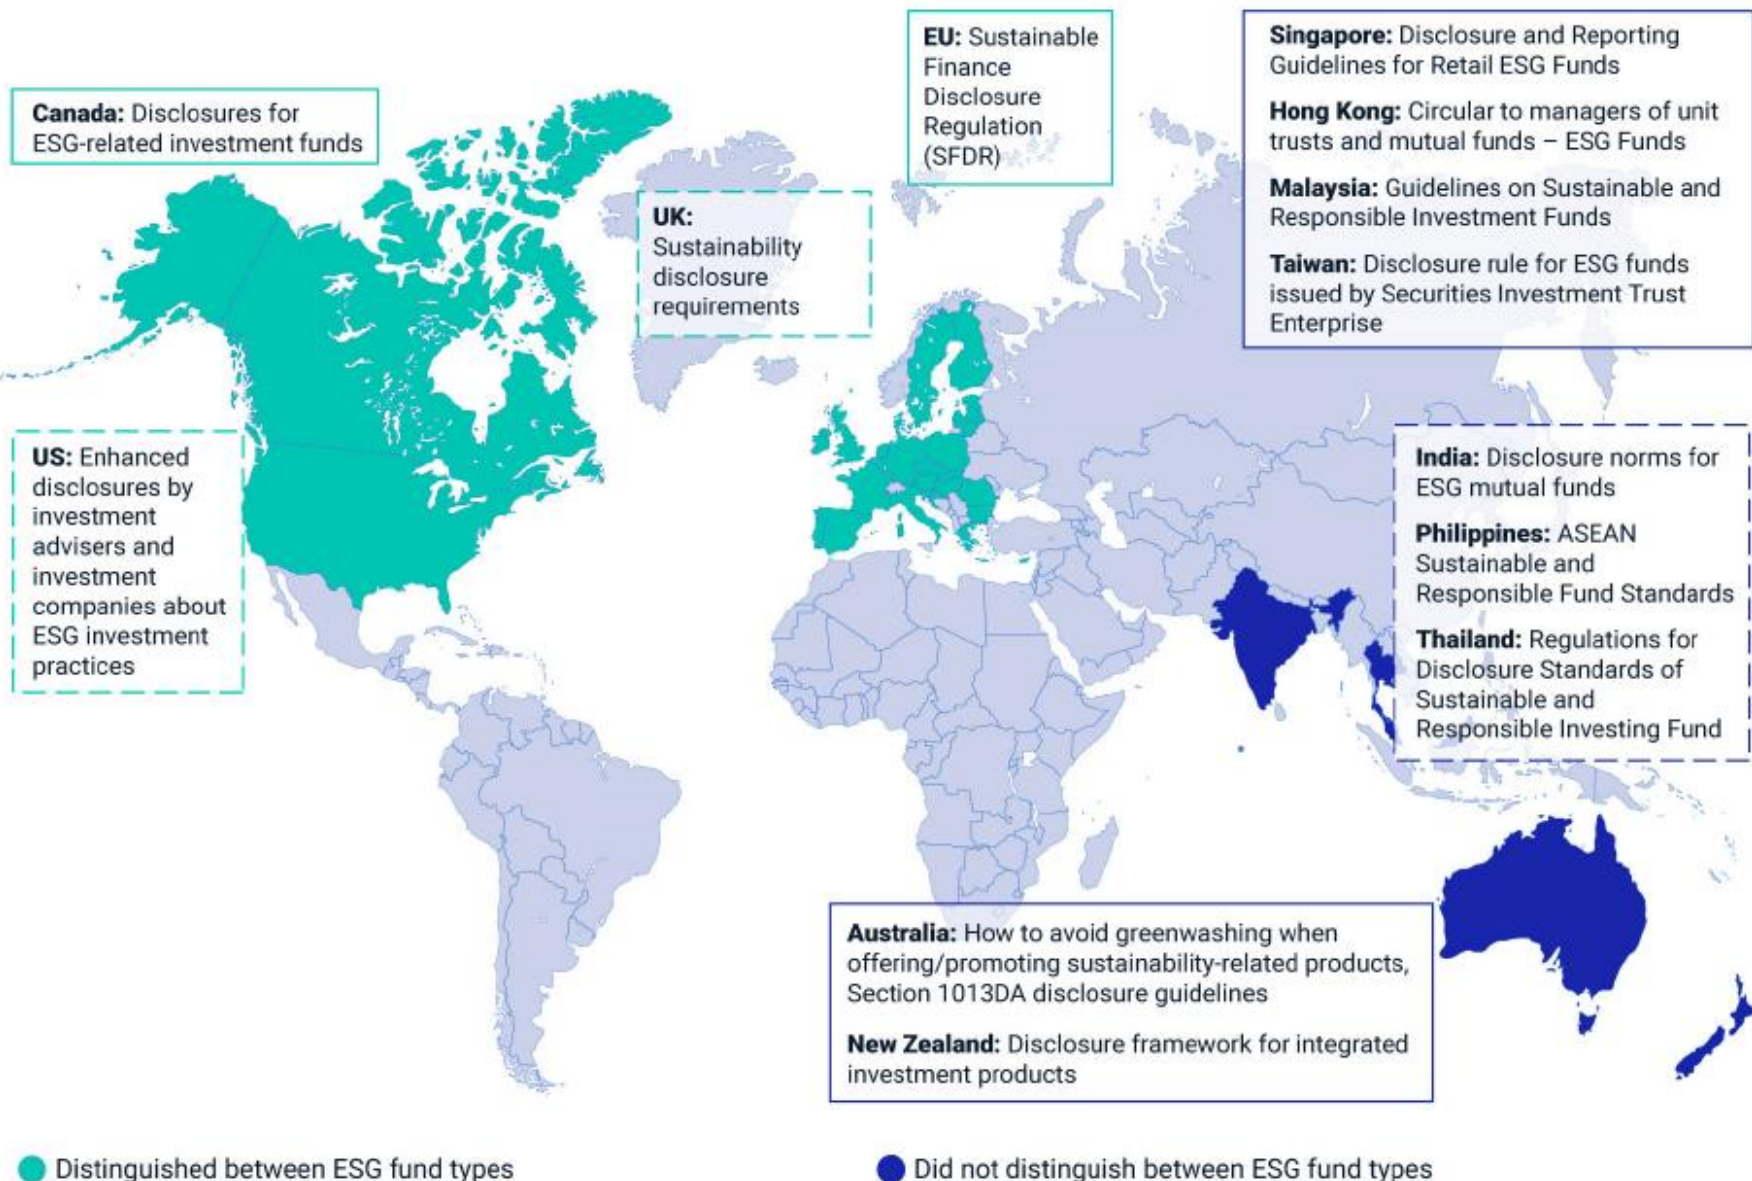 Canada: Disclosures for
ESG-related investment funds
EU: Sustainable
Finance
Disclosure
Regulation
(SFDR)
Singapore: Disclosure and Reporting
Guidelines for Retail ESG Funds
Hong Kong: Circular to managers of unit
trusts and mutual funds – ESG Funds
Malaysia: Guidelines on Sustainable and
Responsible Investment Funds
Taiwan: Disclosure rule for ESG funds
issued by Securities Investment Trust
Enterprise
UK:
Sustainability
disclosure
requirements
US: Enhanced
disclosures by
investment
advisers and
investment
companies about
ESG investment
practices
India: Disclosure norms for
ESG mutual funds
Philippines: ASEAN
Sustainable and
Responsible Fund Standards
Thailand: Regulations for
Disclosure Standards of
Sustainable and
Responsible Investing Fund
Australia: How to avoid greenwashing when
offering/promoting sustainability-related products,
Section 1013DA disclosure guidelines
New Zealand: Disclosure framework for integrated
investment products
Distinguished between ESG fund types
Did not distinguish between ESG fund types